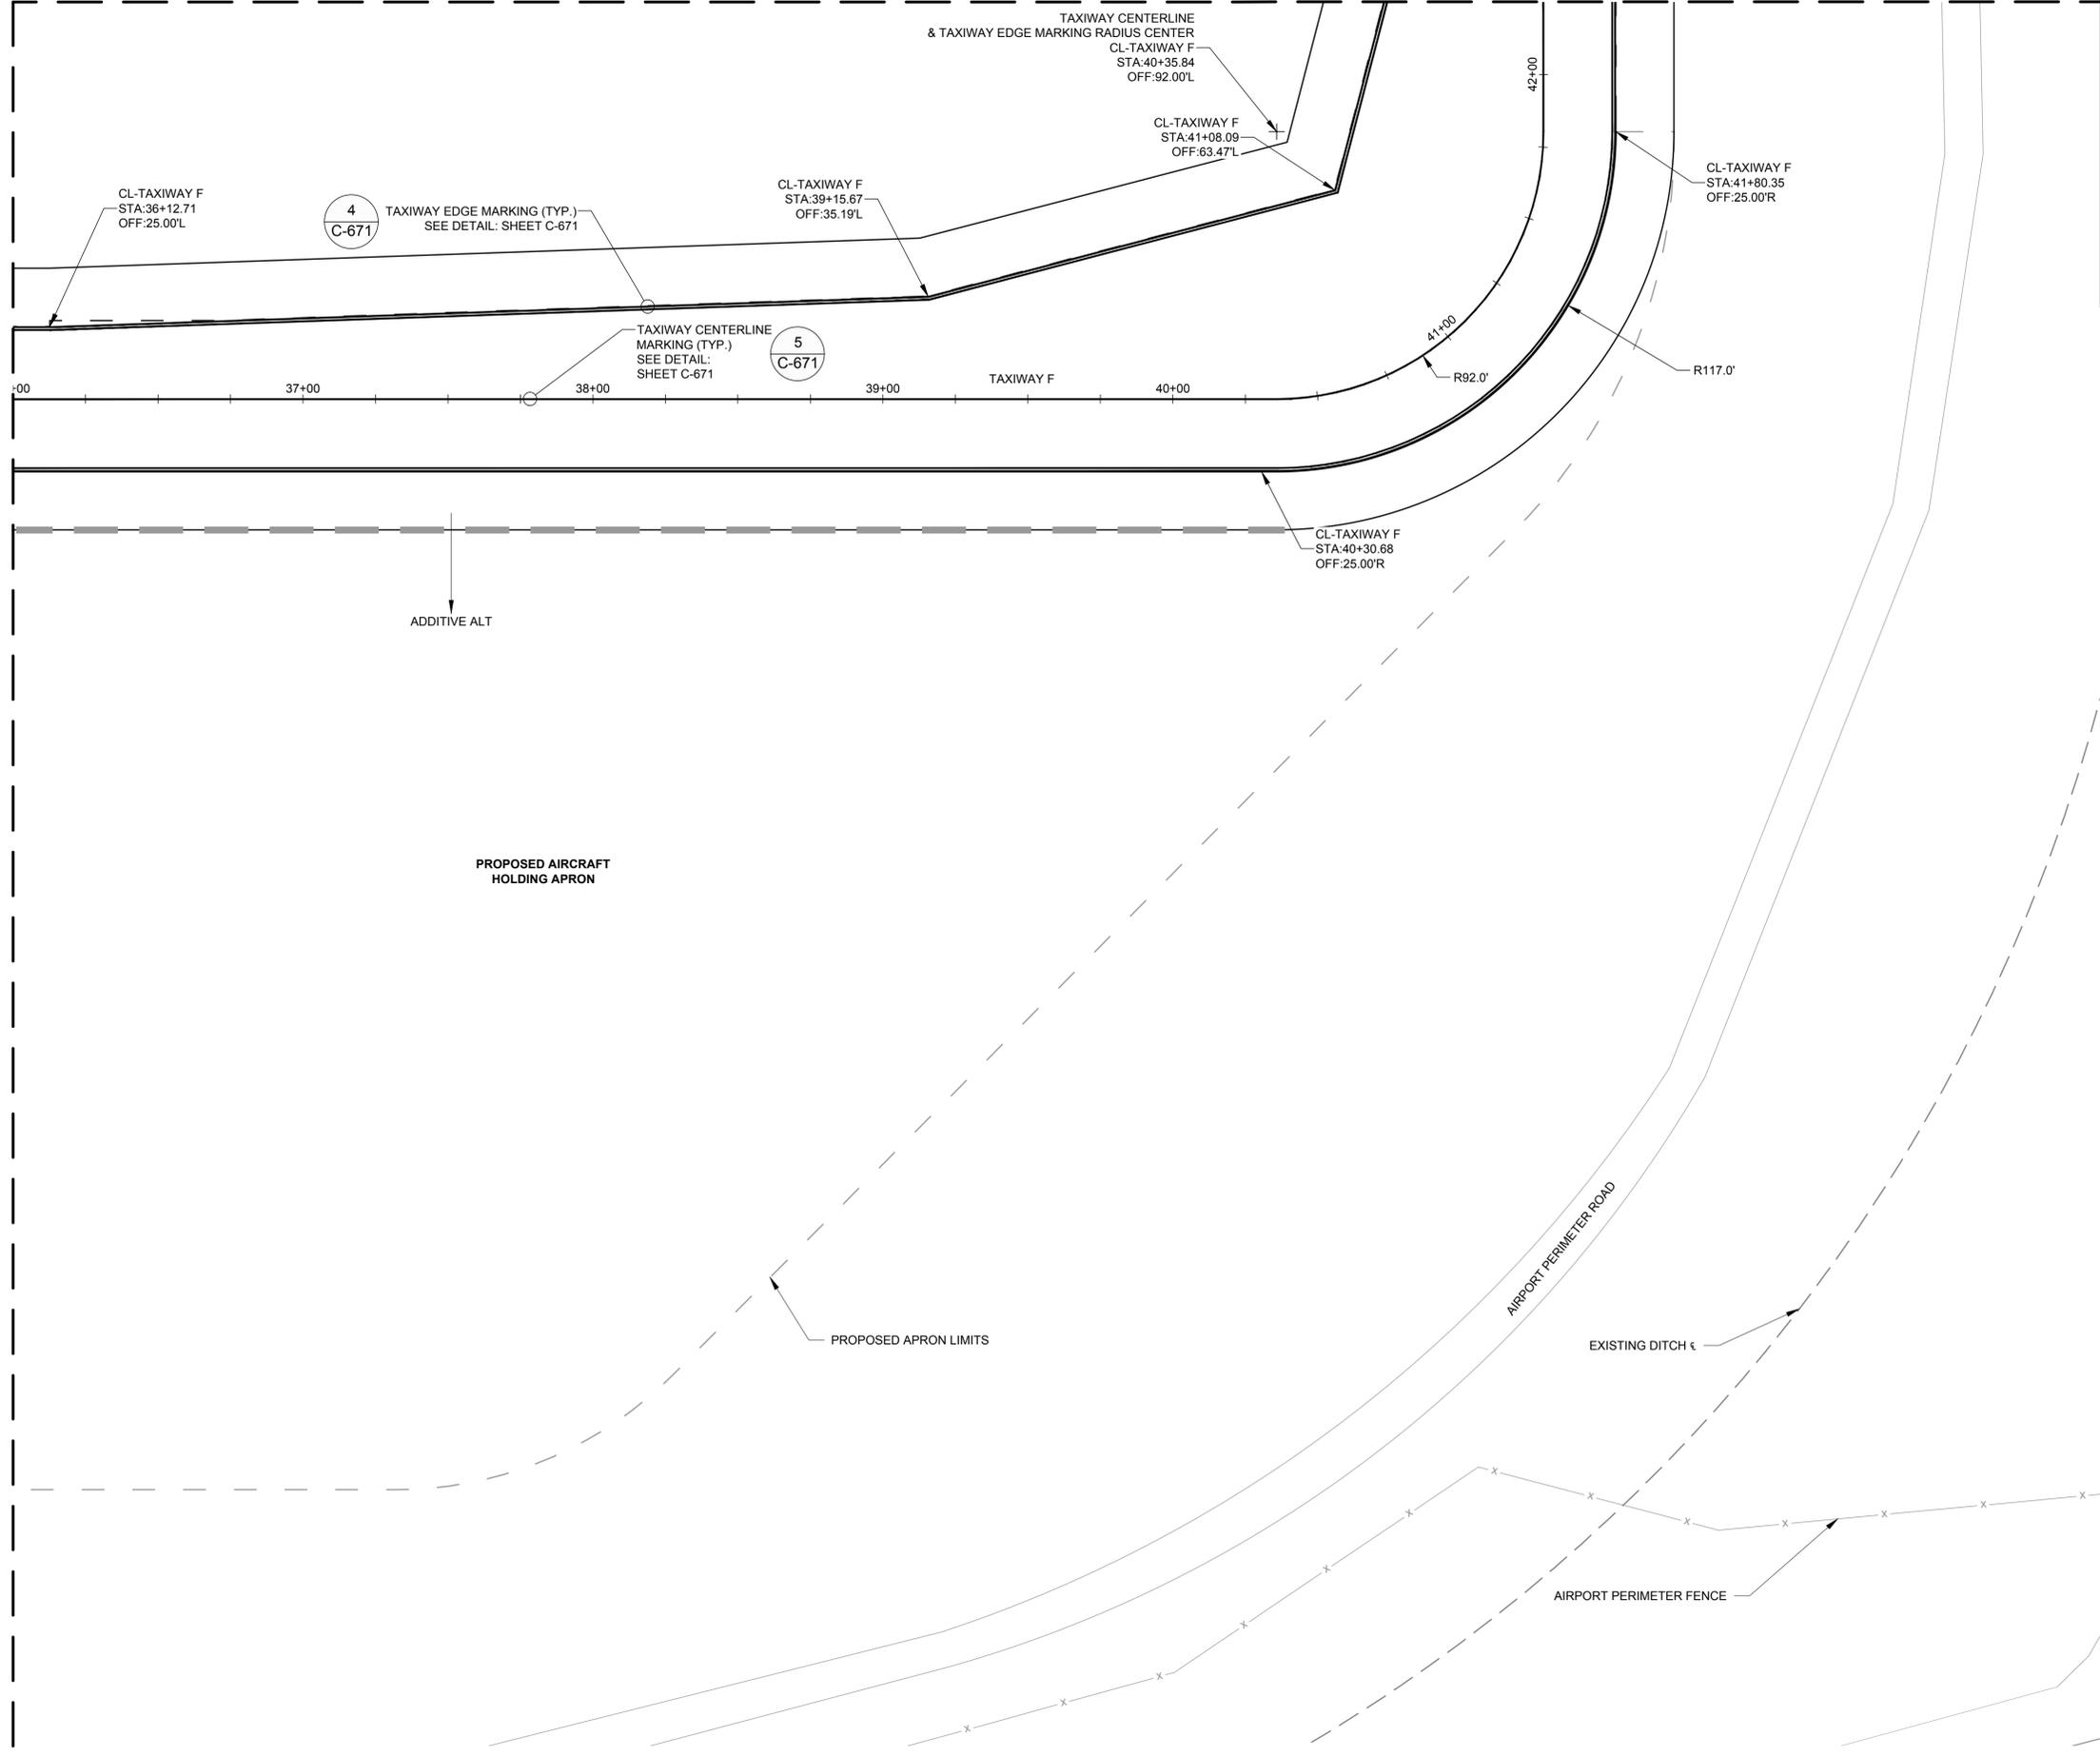 TAXIWAY CENTERLINE
& TAXIWAY EDGE MARKING RADIUS CENTER
CL-TAXIWAY F
STA:40+35.84
OFF:92.00'L
42+00
CL-TAXIWAY F
STA:41+08.09
OFF:63.47'L
CL-TAXIWAY F
STA:41+80.35
OFF:25.00'R
CL-TAXIWAY F
STA:36+12.71
OFF:25.00'L
4
C-671
TAXIWAY EDGE MARKING (TYP.)
SEE DETAIL: SHEET C-671
CL-TAXIWAY F
STA:39+15.67
OFF:35.19'L
TAXIWAY CENTERLINE
MARKING (TYP.)
SEE DETAIL:
SHEET C-671
5
C-671
41+00
R92.0'
R117.0'
+00
37+00
38+00
39+00
TAXIWAY F
40+00
CL-TAXIWAY F
STA:40+30.68
OFF:25.00'R
ADDITIVE ALT
PROPOSED AIRCRAFT
HOLDING APRON
AIRPORT PERIMETER ROAD
PROPOSED APRON LIMITS
EXISTING DITCH ℄
AIRPORT PERIMETER FENCE